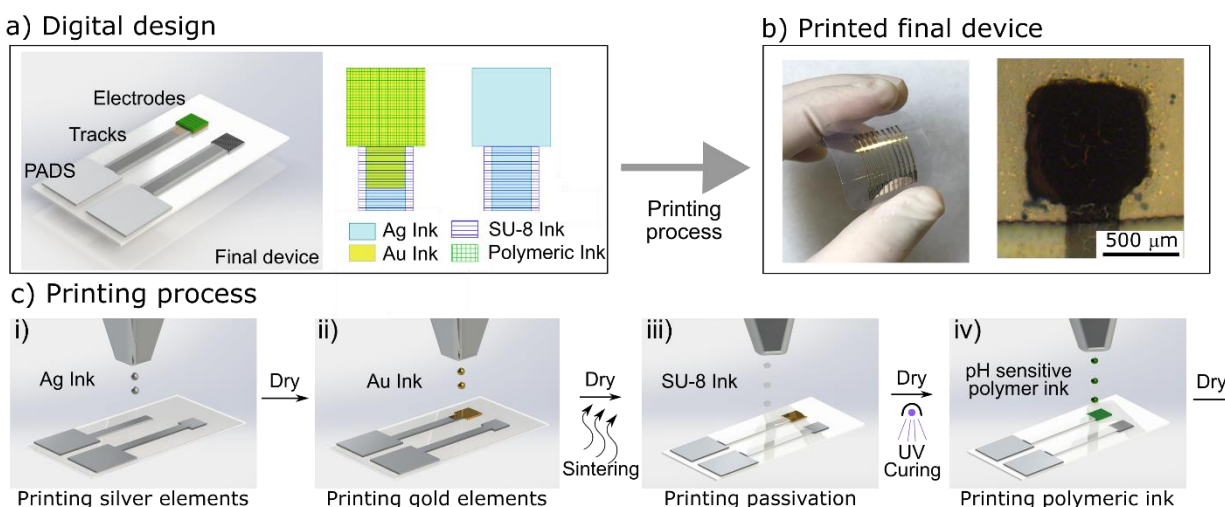 a) Digital design
Electrodes
Tracks
PADS
Final device
Ag Ink
SU-8 Ink
Au Ink
Polymeric Ink
Printing
process
b) Printed final device
500 μm
c) Printing process
i)
Ag Ink
Printing silver elements
Dry
ii)
Au Ink
Printing gold elements
Dry
Sintering
iii)
SU-8 Ink
Printing passivation
Dry
UV
Curing
iv)
pH sensitive
polymer ink
Printing polymeric ink
Dry